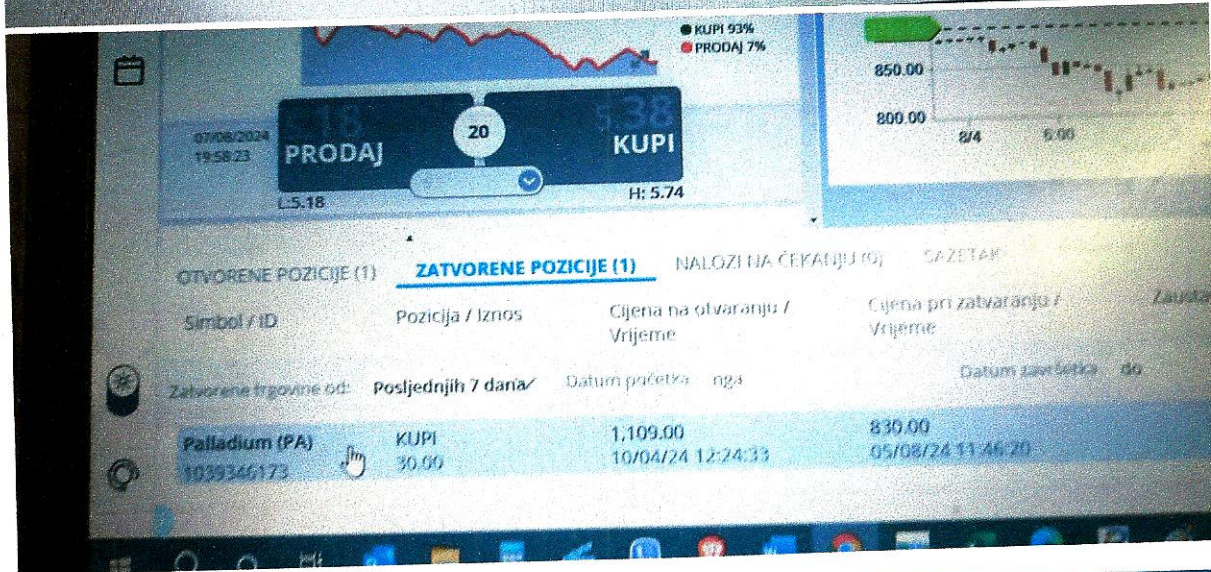 KUPI 93%
PRODAJ 7%
850.00
800.00
8/4 6:00
07/08/2024
19:58:23
5.18
PRODAJ
20
5.38
KUPI
L:5.18
H: 5.74
OTVORENE POZICIJE (1) ZATVORENE POZICIJE (1) NALOZI NA ČEKANJU (0) SAŽETAK
Simbol / ID Pozicija / Iznos Cijena na otvaranju / Vrijeme Cijena pri zatvaranju / Vrijeme
Zatvorene trgovine od: Posljednjih 7 dana Datum početka nga Datum završetka do
Palladium (PA) KUPI 1,109.00 830.00
1039346173 30.00 10/04/24 12:24:33 05/08/24 11:46:20